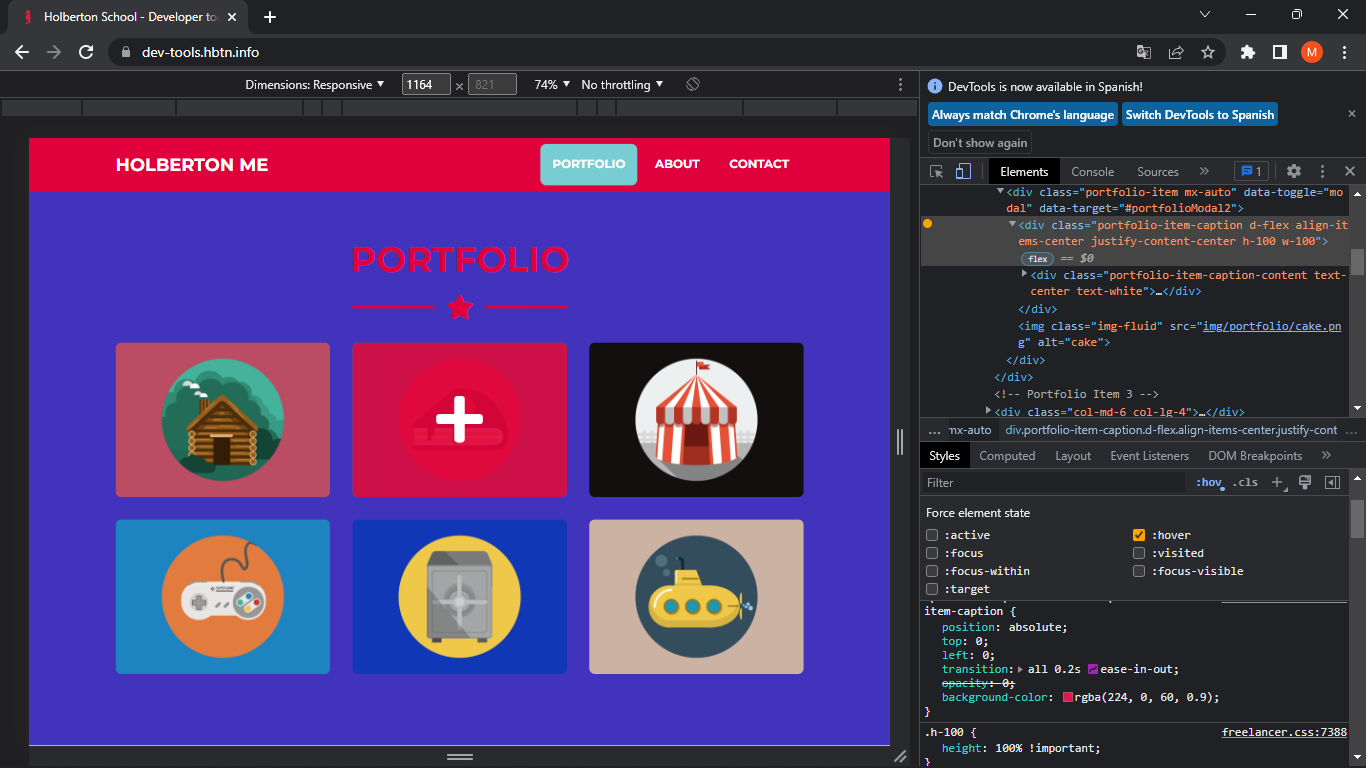 Holberton School - Developer to
dev-tools.hbtn.info
M
Dimensions: Responsive 1164 × 821 74% No throttling
DevTools is now available in Spanish!
Always match Chrome's language Switch DevTools to Spanish
Don't show again
Elements Console Sources » 1
HOLBERTON ME PORTFOLIO ABOUT CONTACT
PORTFOLIO
<div class="portfolio-item mx-auto" data-toggle="mo
dal" data-target="#portfolioModal2">
<div class="portfolio-item-caption d-flex align-it
ems-center justify-content-center h-100 w-100">
flex == $0
<div class="portfolio-item-caption-content text-
center text-white">…</div>
</div>
<img class="img-fluid" src="img/portfolio/cake.pn
g" alt="cake">
</div>
</div>
<!-- Portfolio Item 3 -->
<div class="col-md-6 col-lg-4">…</div>
… mx-auto div.portfolio-item-caption.d-flex.align-items-center.justify-cont …
Styles Computed Layout Event Listeners DOM Breakpoints »
Filter :hov .cls +
Force element state
:active :hover
:focus :visited
:focus-within :focus-visible
:target
item-caption {
position: absolute;
top: 0;
left: 0;
transition: all 0.2s ease-in-out;
opacity: 0;
background-color: rgba(224, 0, 60, 0.9);
}
.h-100 { freelancer.css:7388
height: 100% !important;
}